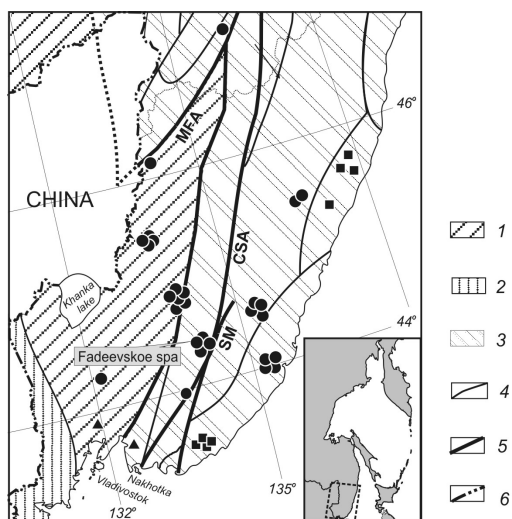 46°
MFA
CHINA
1
CSA
Khanka
lake
2
44°
3
SM
Fadeevskoe spa
4
5
Nakhotka
Vladivostok
135°
6
132°